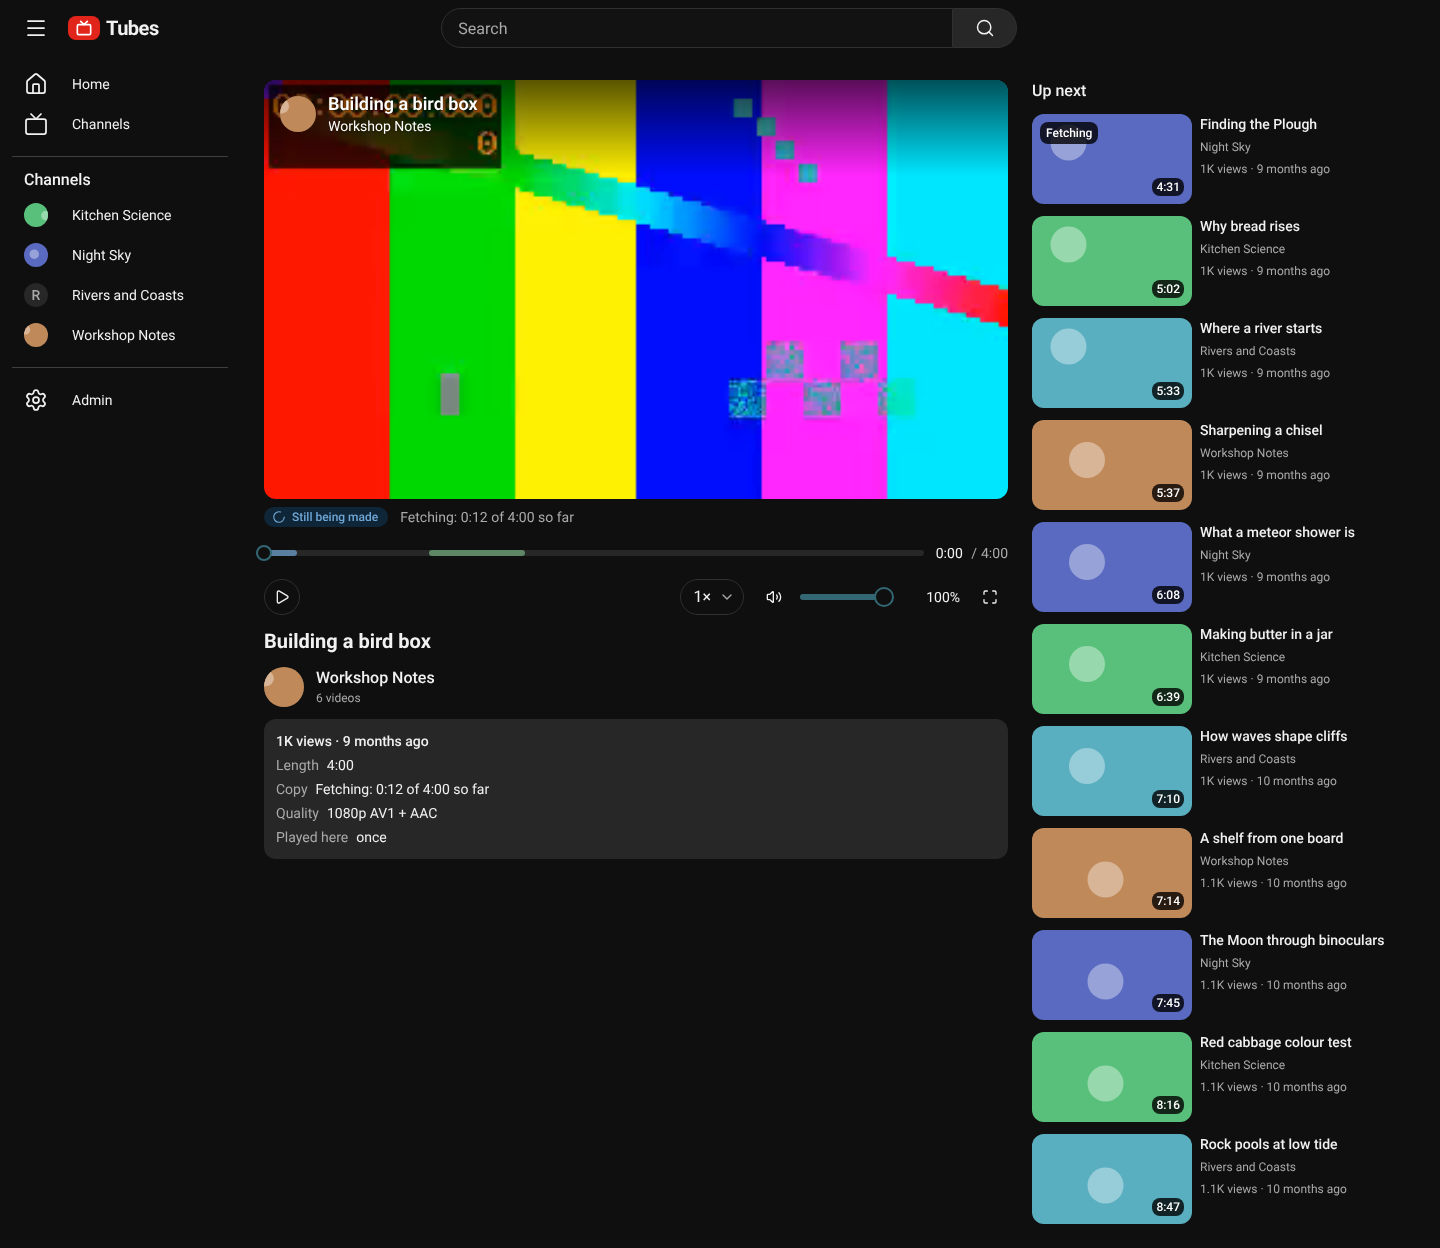 Tubes
Search
Home
Channels
Channels
Kitchen Science
Night Sky
R
Rivers and Coasts
Workshop Notes
Admin
Building a bird box
Workshop Notes
0
Still being made
Fetching: 0:12 of 4:00 so far
0:00 / 4:00
1×
100%
Building a bird box
Workshop Notes
6 videos
1K views · 9 months ago
Length 4:00
Copy Fetching: 0:12 of 4:00 so far
Quality 1080p AV1 + AAC
Played here once
Up next
Fetching
4:31
Finding the Plough
Night Sky
1K views · 9 months ago
5:02
Why bread rises
Kitchen Science
1K views · 9 months ago
5:33
Where a river starts
Rivers and Coasts
1K views · 9 months ago
5:37
Sharpening a chisel
Workshop Notes
1K views · 9 months ago
6:08
What a meteor shower is
Night Sky
1K views · 9 months ago
6:39
Making butter in a jar
Kitchen Science
1K views · 9 months ago
7:10
How waves shape cliffs
Rivers and Coasts
1K views · 10 months ago
7:14
A shelf from one board
Workshop Notes
1.1K views · 10 months ago
7:45
The Moon through binoculars
Night Sky
1.1K views · 10 months ago
8:16
Red cabbage colour test
Kitchen Science
1.1K views · 10 months ago
8:47
Rock pools at low tide
Rivers and Coasts
1.1K views · 10 months ago